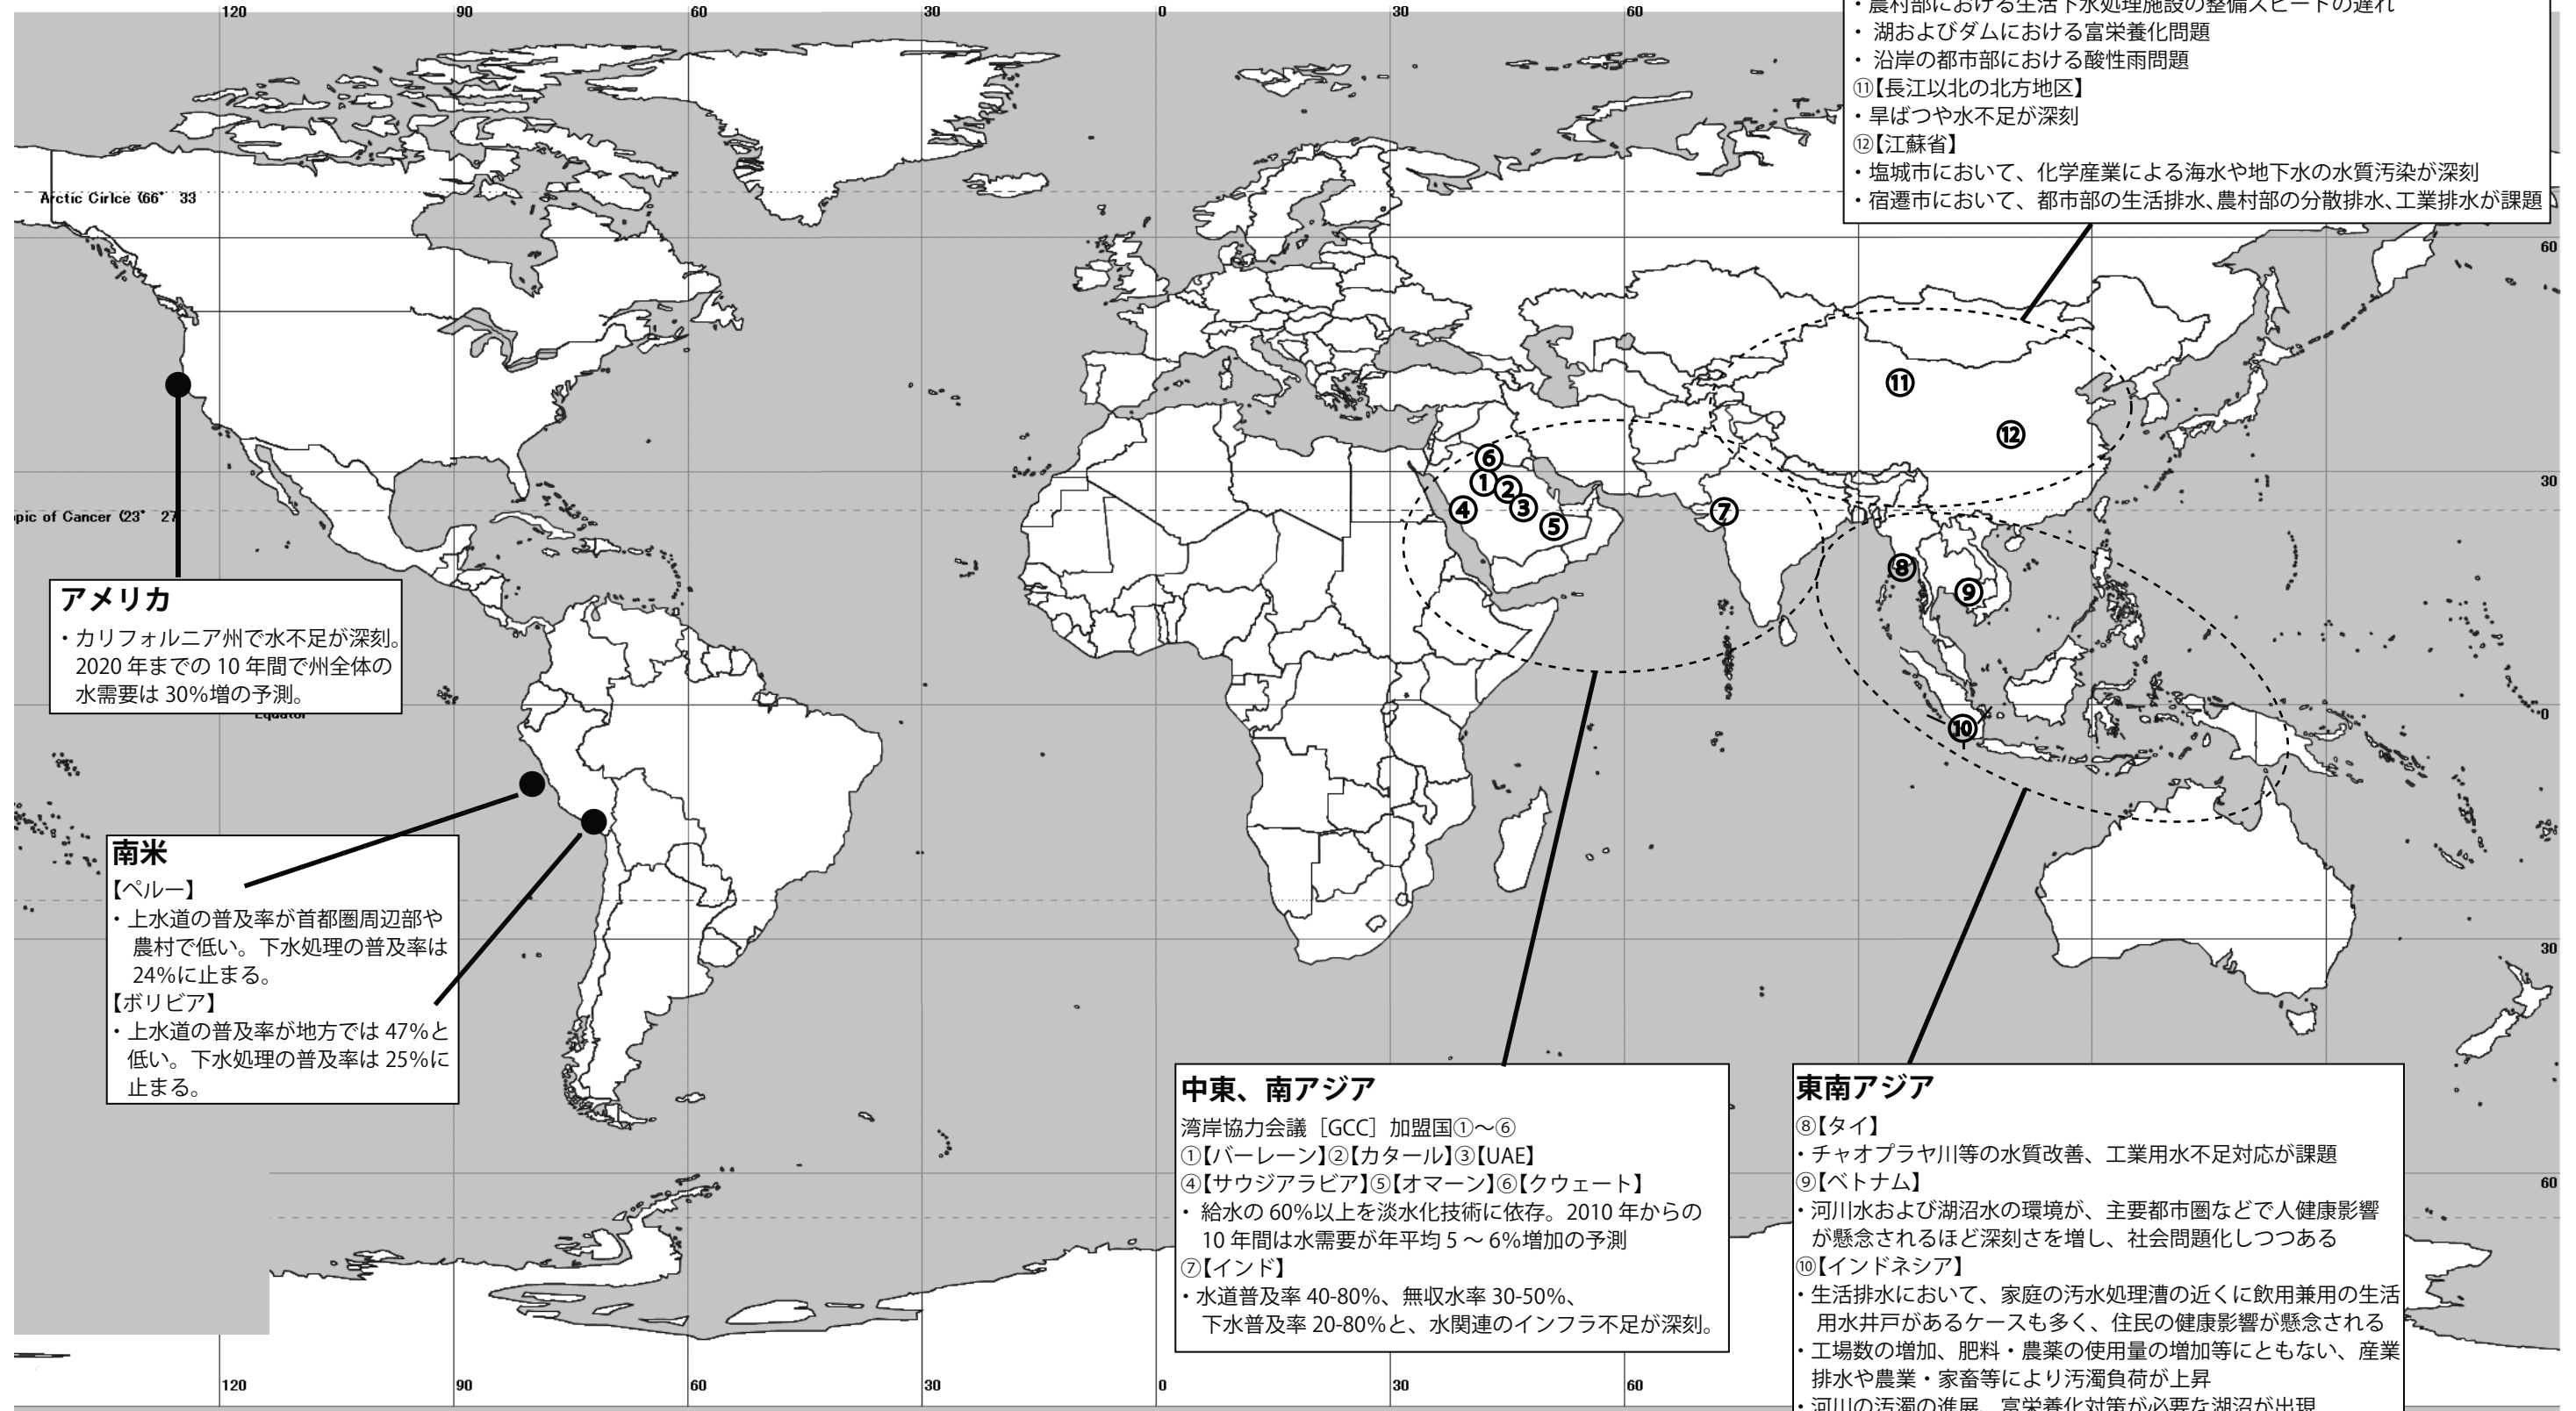 120
90
60
30
0
30
60
・農村部における生活下水処理施設の整備スピードの遅れ
・ 湖およびダムにおける富栄養化問題
・ 沿岸の都市部における酸性雨問題
⑪【長江以北の北方地区】
・旱ばつや水不足が深刻
⑫【江蘇省】
・塩城市において、化学産業による海水や地下水の水質汚染が深刻
・宿遷市において、都市部の生活排水、農村部の分散排水、工業排水が課題
Arctic Cirlce (66° 33
60
⑪
⑫
⑥
①
②
④
③
⑤
⑦
30
pic of Cancer (23° 27
⑧
⑨
アメリカ
・カリフォルニア州で水不足が深刻。
2020 年までの 10 年間で州全体の
水需要は 30%増の予測。
Equator
0
⑩
南米
【ペルー】
・上水道の普及率が首都圏周辺部や
農村で低い。下水処理の普及率は
24%に止まる。
【ボリビア】
・上水道の普及率が地方では 47%と
低い。下水処理の普及率は 25%に
止まる。
30
中東、南アジア
湾岸協力会議［GCC］加盟国①〜⑥
①【バーレーン】②【カタール】③【UAE】
④【サウジアラビア】⑤【オマーン】⑥【クウェート】
・ 給水の 60%以上を淡水化技術に依存。2010 年からの
10 年間は水需要が年平均 5 〜 6%増加の予測
⑦【インド】
・水道普及率 40-80%、無収水率 30-50%、
下水普及率 20-80%と、水関連のインフラ不足が深刻。
東南アジア
⑧【タイ】
・チャオプラヤ川等の水質改善、工業用水不足対応が課題
⑨【ベトナム】
・河川水および湖沼水の環境が、主要都市圏などで人健康影響
が懸念されるほど深刻さを増し、社会問題化しつつある
⑩【インドネシア】
・生活排水において、家庭の汚水処理漕の近くに飲用兼用の生活
用水井戸があるケースも多く、住民の健康影響が懸念される
・工場数の増加、肥料・農薬の使用量の増加等にともない、産業
排水や農業・家畜等により汚濁負荷が上昇
・河川の汚濁の進展、富栄養化対策が必要な湖沼が出現
60
120
90
60
30
0
30
60